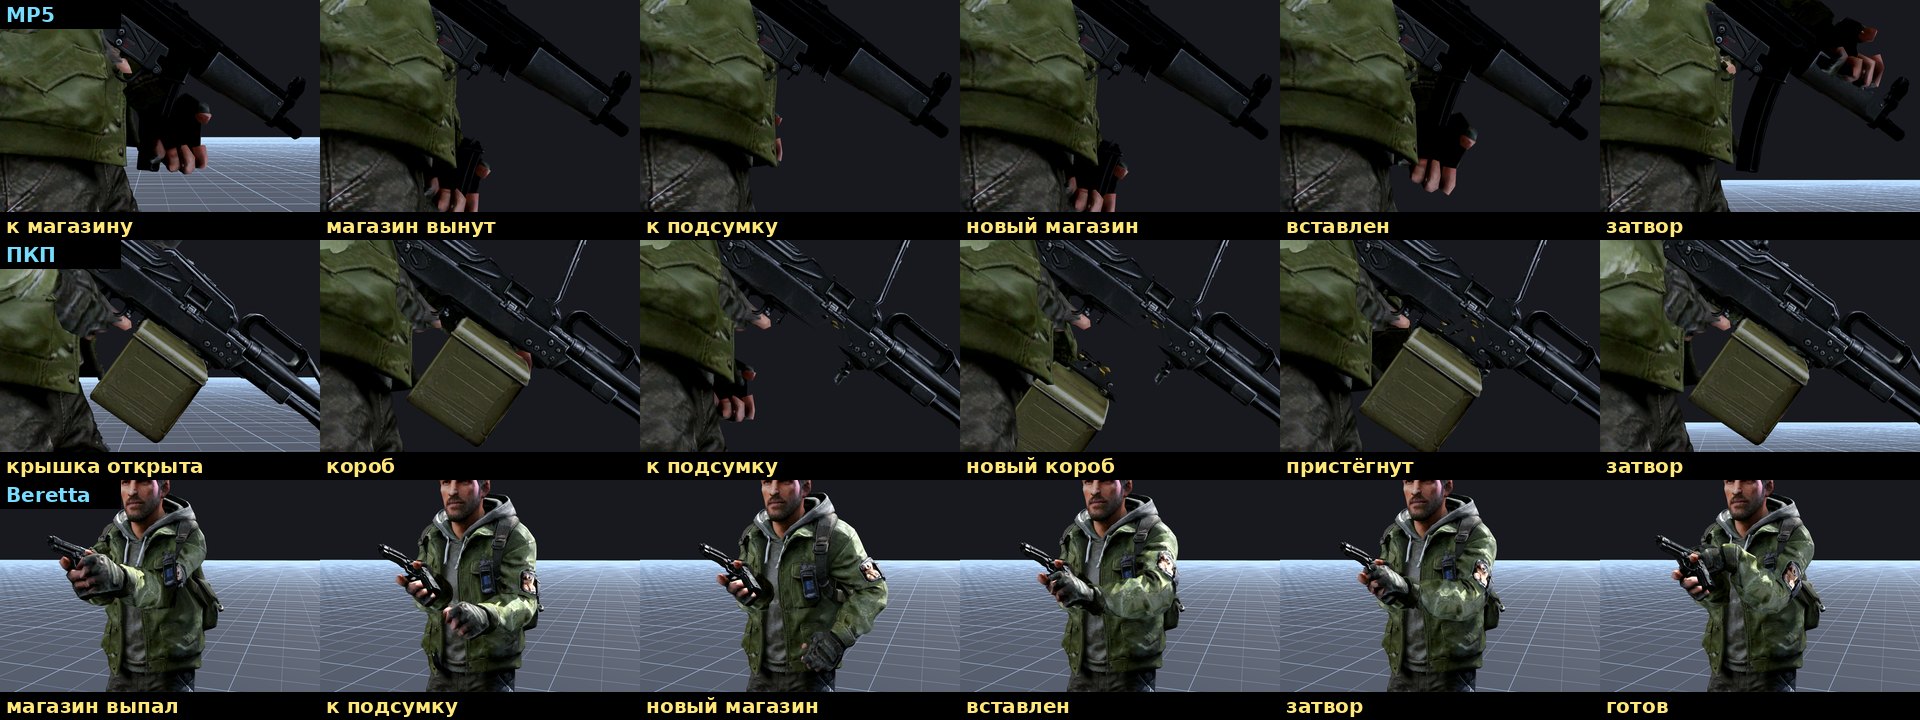 MP5
к магазину
магазин вынут
к подсумку
новый магазин
вставлен
затвор
ПКП
крышка открыта
короб
к подсумку
новый короб
пристёгнут
затвор
Beretta
магазин выпал
к подсумку
новый магазин
вставлен
затвор
готов